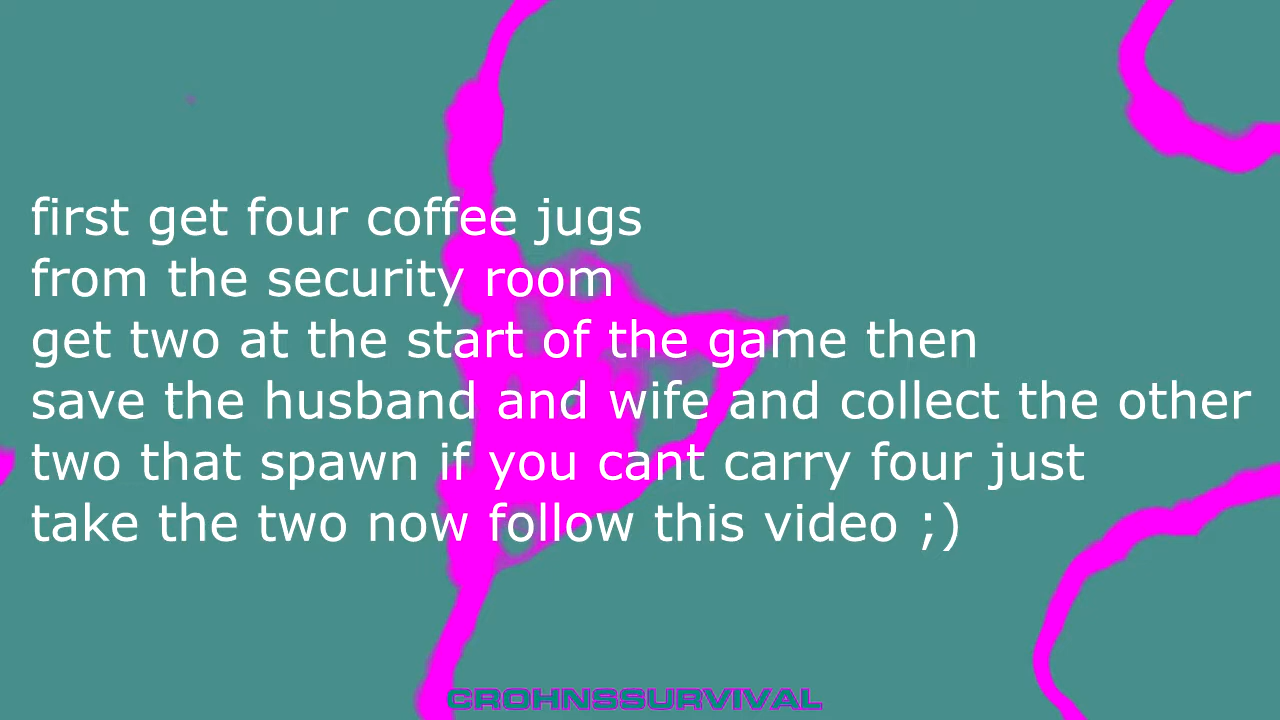 first get four coffee jugs
from the security room
get two at the start of the game then
save the husband and wife and collect the other
two that spawn if you cant carry four just
take the two now follow this video ;)
CROHNSSURVIVAL